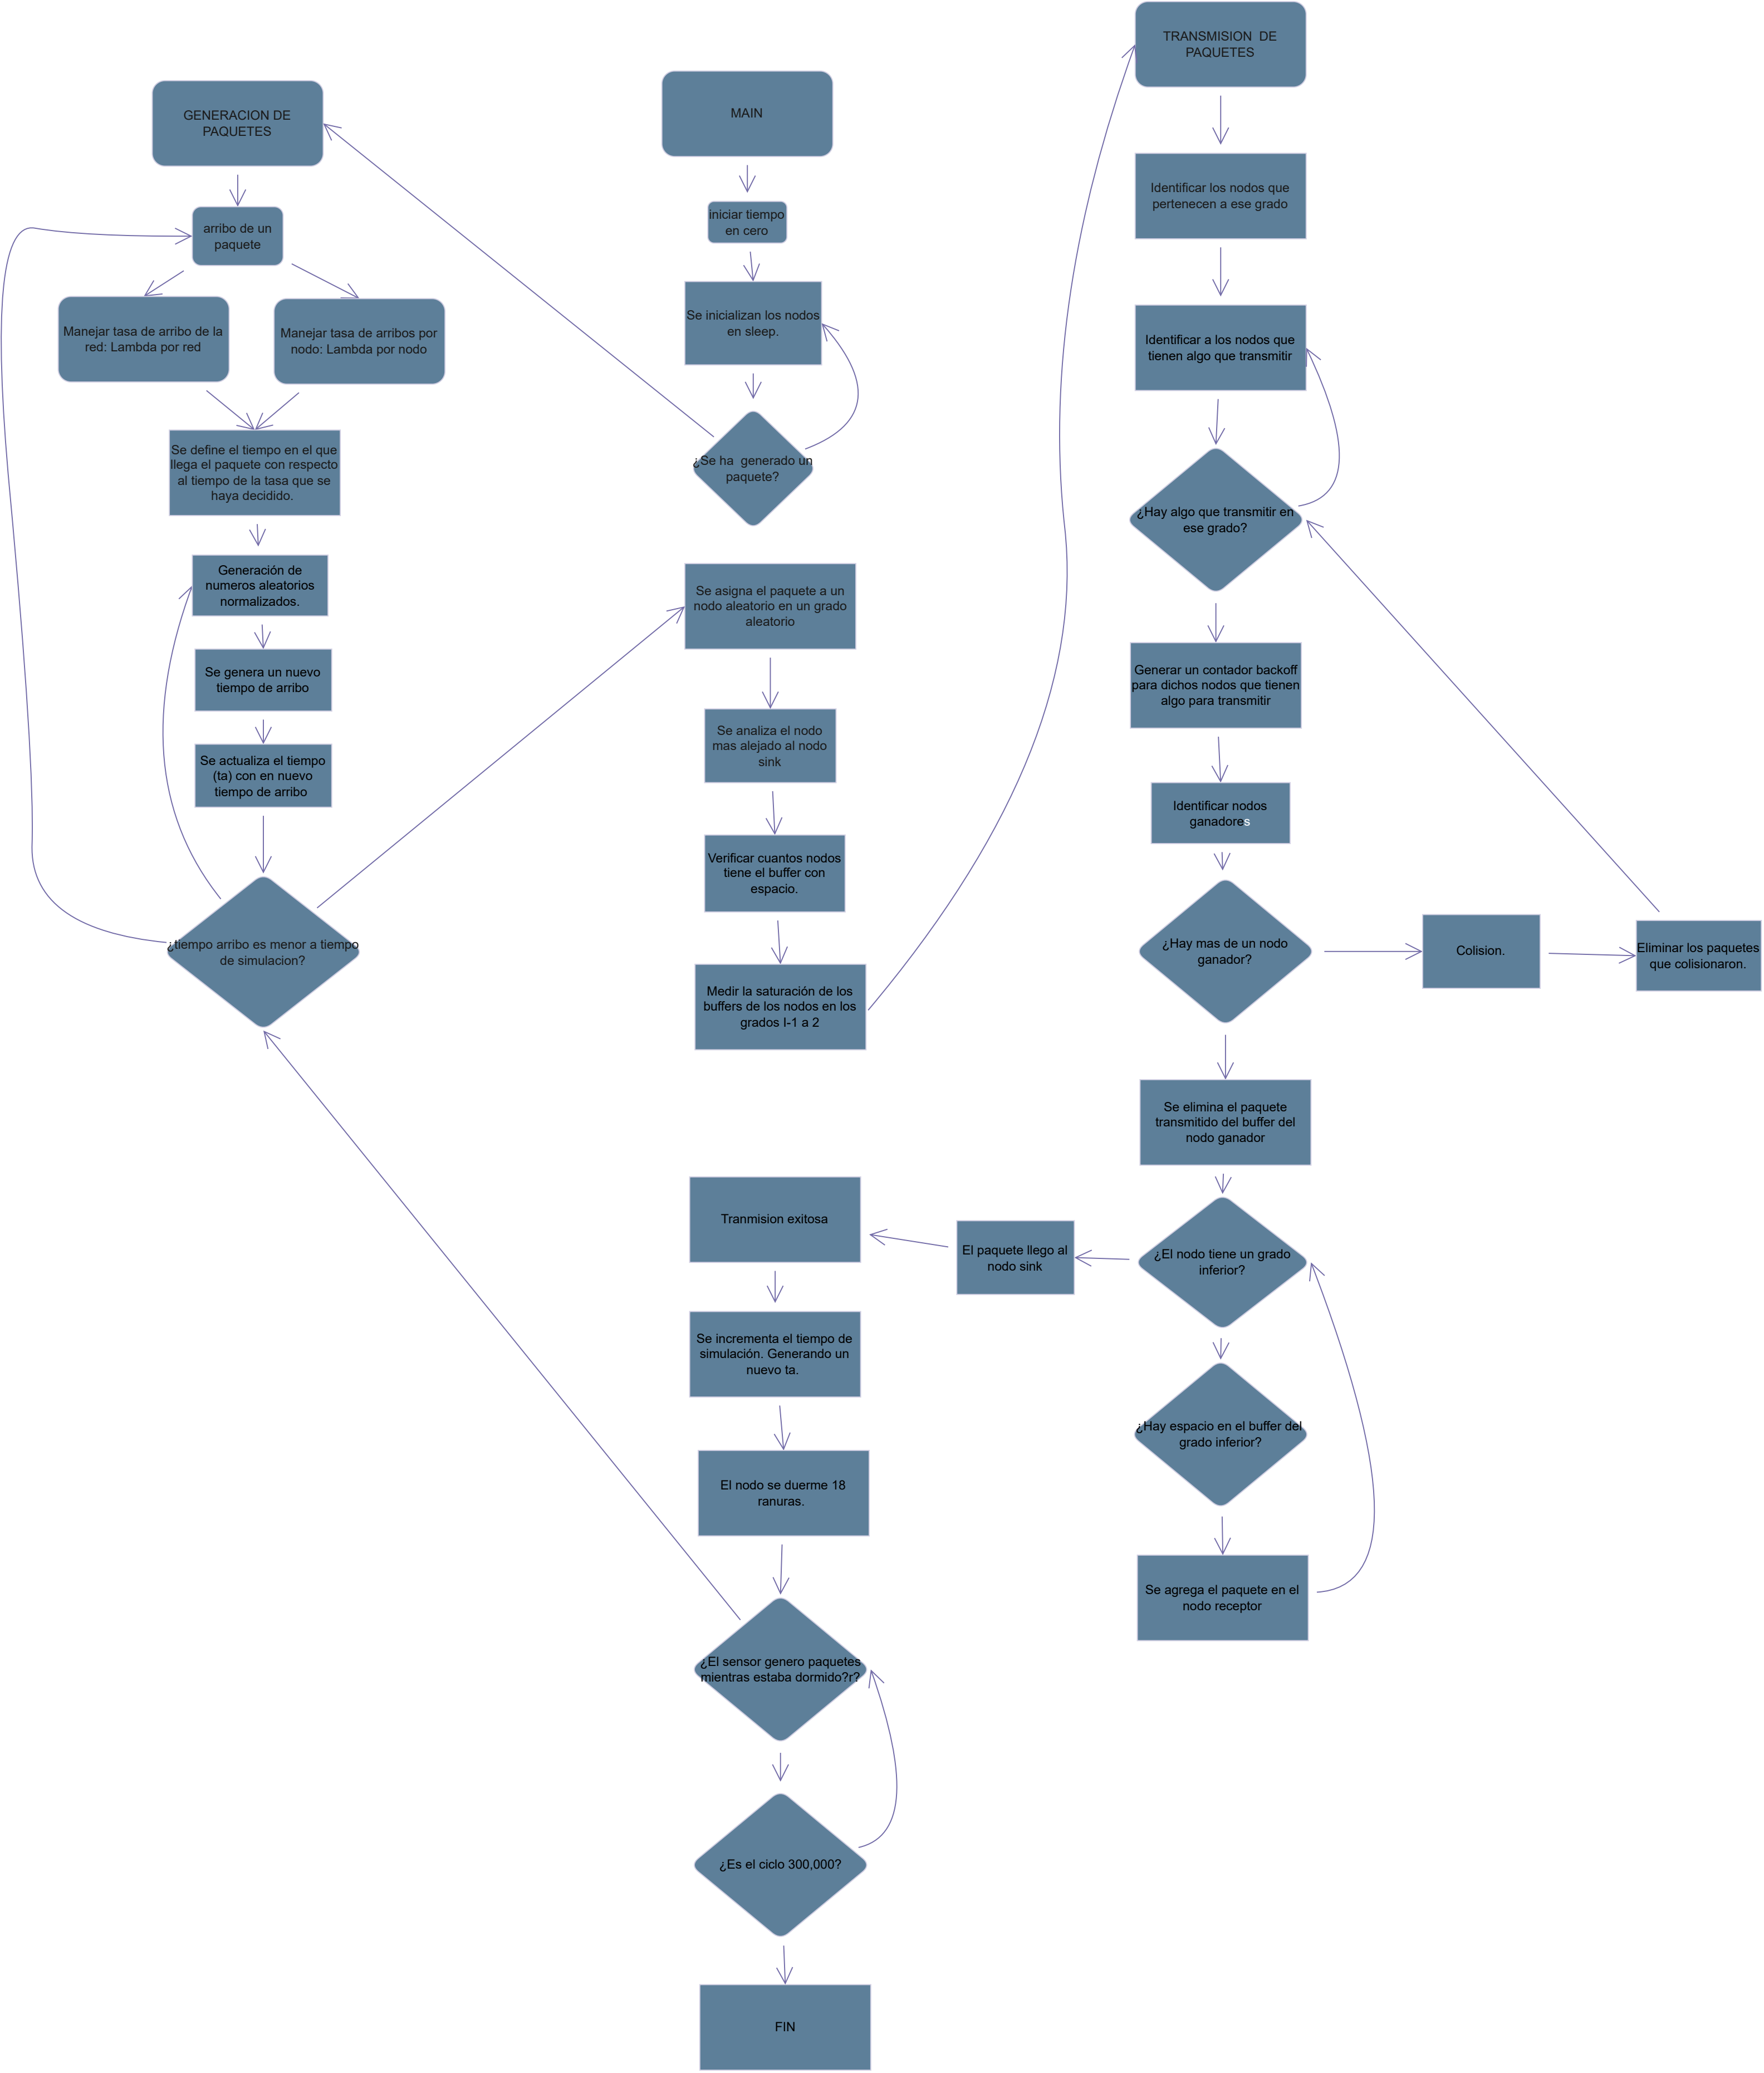 GENERACION DE
PAQUETES
arribo de un
paquete
Manejar tasa de arribo de la
red: Lambda por red
Manejar tasa de arribos por
nodo: Lambda por nodo
Se define el tiempo en el que
llega el paquete con respecto
al tiempo de la tasa que se
haya decidido.
Generación de
numeros aleatorios
normalizados.
Se genera un nuevo
tiempo de arribo
Se actualiza el tiempo
(ta) con en nuevo
tiempo de arribo
¿tiempo arribo es menor a tiempo
de simulacion?
MAIN
iniciar tiempo
en cero
Se inicializan los nodos
en sleep.
¿Se ha  generado un
paquete?
Se asigna el paquete a un
nodo aleatorio en un grado
aleatorio
Se analiza el nodo
mas alejado al nodo
sink
Verificar cuantos nodos
tiene el buffer con
espacio.
Medir la saturación de los
buffers de los nodos en los
grados I-1 a 2
TRANSMISION  DE
PAQUETES
Identificar los nodos que
pertenecen a ese grado
Identificar a los nodos que
tienen algo que transmitir
¿Hay algo que transmitir en
ese grado?
Generar un contador backoff
para dichos nodos que tienen
algo para transmitir
Identificar nodos
ganadores
¿Hay mas de un nodo
ganador?
Colision.
Eliminar los paquetes
que colisionaron.
Se elimina el paquete
transmitido del buffer del
nodo ganador
¿El nodo tiene un grado
inferior?
El paquete llego al
nodo sink
¿Hay espacio en el buffer del
grado inferior?
Se agrega el paquete en el
nodo receptor
Tranmision exitosa
Se incrementa el tiempo de
simulación. Generando un
nuevo ta.
El nodo se duerme 18
ranuras.
¿El sensor genero paquetes
mientras estaba dormido?r?
¿Es el ciclo 300,000?
FIN